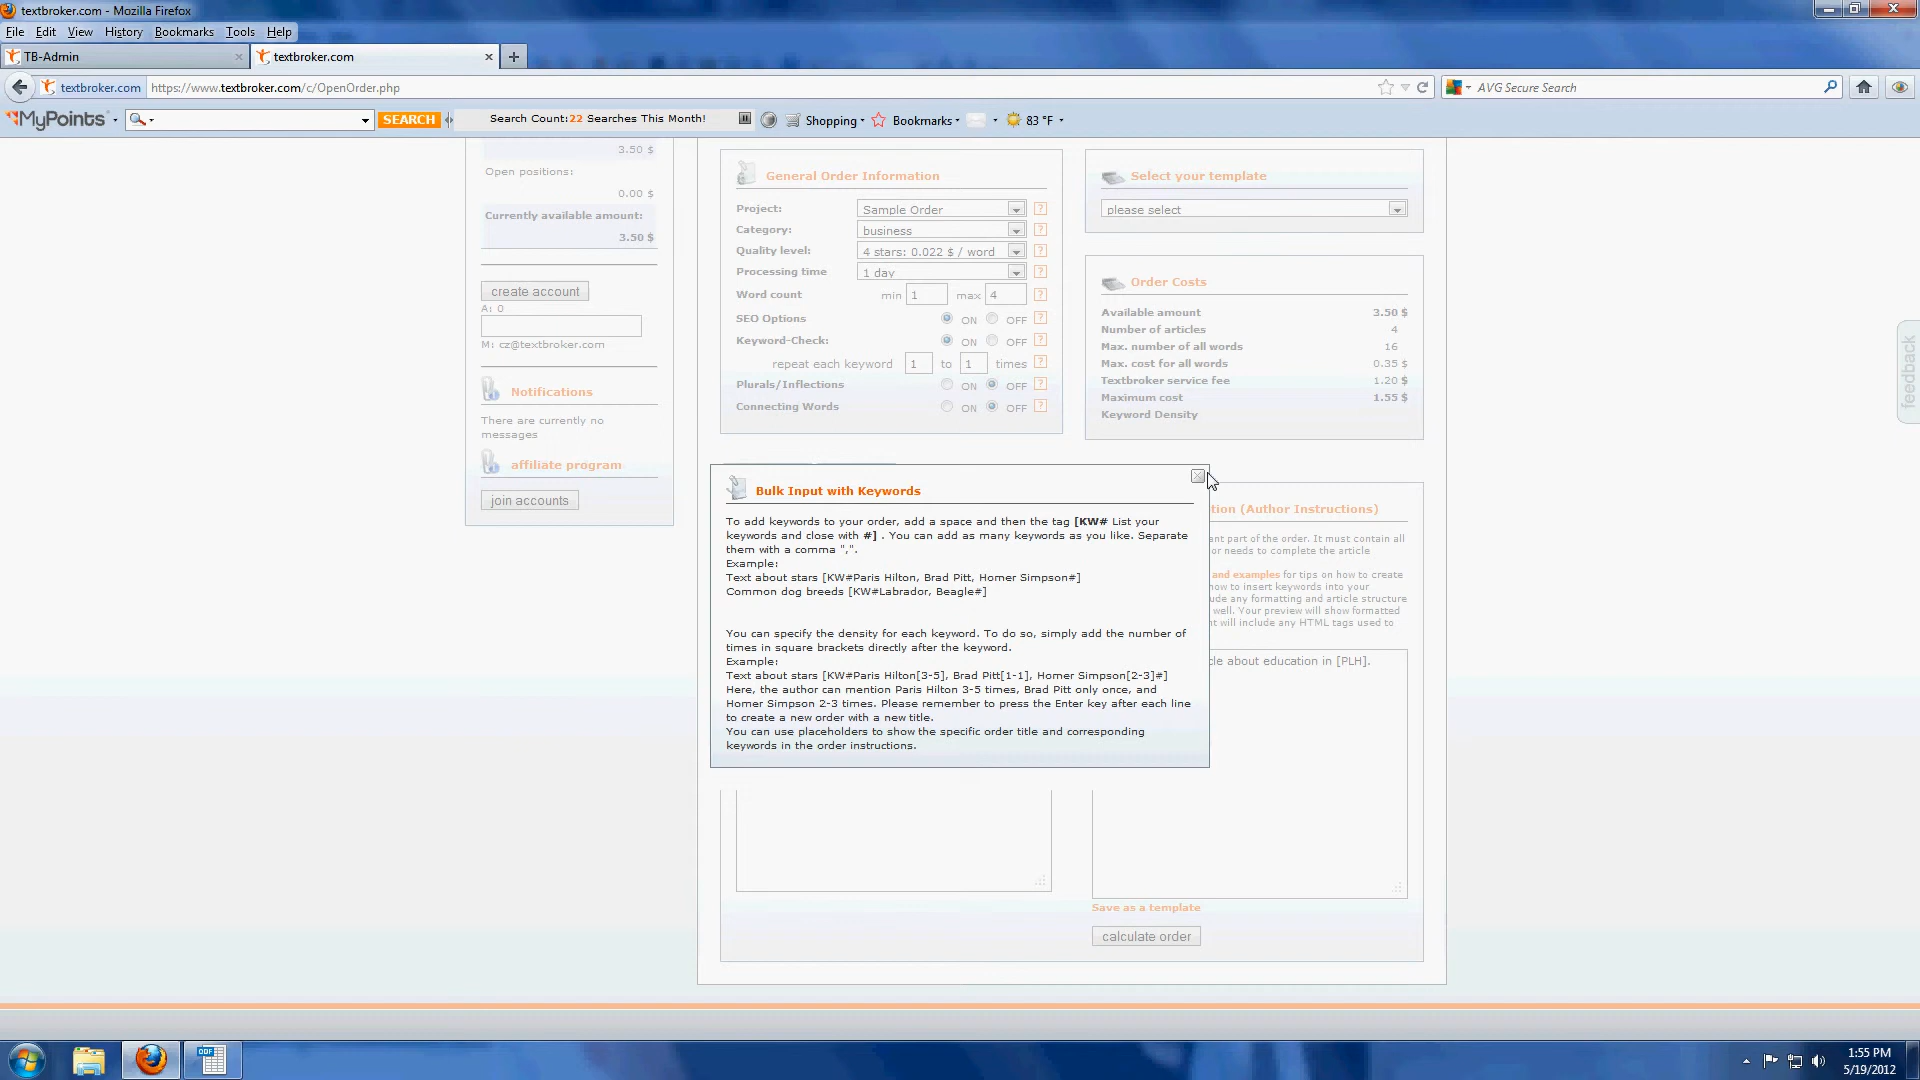 textbroker.com - Mozilla Firefox
File Edit View History Bookmarks Tools Help
TB-Admin
textbroker.com
textbroker.com
https://www.textbroker.com/c/OpenOrder.php
AVG Secure Search
MyPoints
SEARCH
Search Count:22 Searches This Month!
Shopping
Bookmarks
83 °F
3.50 $
Open positions:
0.00 $
Currently available amount:
3.50 $
create account
A: 0
M: cz@textbroker.com
Notifications
There are currently no
messages
affiliate program
join accounts
General Order Information
Project: Sample Order ?
Category: business ?
Quality level: 4 stars: 0.022 $ / word ?
Processing time 1 day ?
Word count min 1 max 4 ?
SEO Options ON OFF ?
Keyword-Check: ON OFF ?
repeat each keyword 1 to 1 times ?
Plurals/Inflections ON OFF ?
Connecting Words ON OFF ?
Select your template
please select
Order Costs
Available amount 3.50 $
Number of articles 4
Max. number of all words 16
Max. cost for all words 0.35 $
Textbroker service fee 1.20 $
Maximum cost 1.55 $
Keyword Density
feedback
Bulk Input with Keywords
To add keywords to your order, add a space and then the tag [KW# List your
keywords and close with #] . You can add as many keywords as you like. Separate
them with a comma ",".
Example:
Text about stars [KW#Paris Hilton, Brad Pitt, Homer Simpson#]
Common dog breeds [KW#Labrador, Beagle#]
You can specify the density for each keyword. To do so, simply add the number of
times in square brackets directly after the keyword.
Example:
Text about stars [KW#Paris Hilton[3-5], Brad Pitt[1-1], Homer Simpson[2-3]#]
Here, the author can mention Paris Hilton 3-5 times, Brad Pitt only once, and
Homer Simpson 2-3 times. Please remember to press the Enter key after each line
to create a new order with a new title.
You can use placeholders to show the specific order title and corresponding
keywords in the order instructions.
tion (Author Instructions)
ant part of the order. It must contain all
or needs to complete the article
and examples for tips on how to create
how to insert keywords into your
ude any formatting and article structure
well. Your preview will show formatted
nt will include any HTML tags used to
cle about education in [PLH].
Save as a template
calculate order
ODF
1:55 PM
5/19/2012